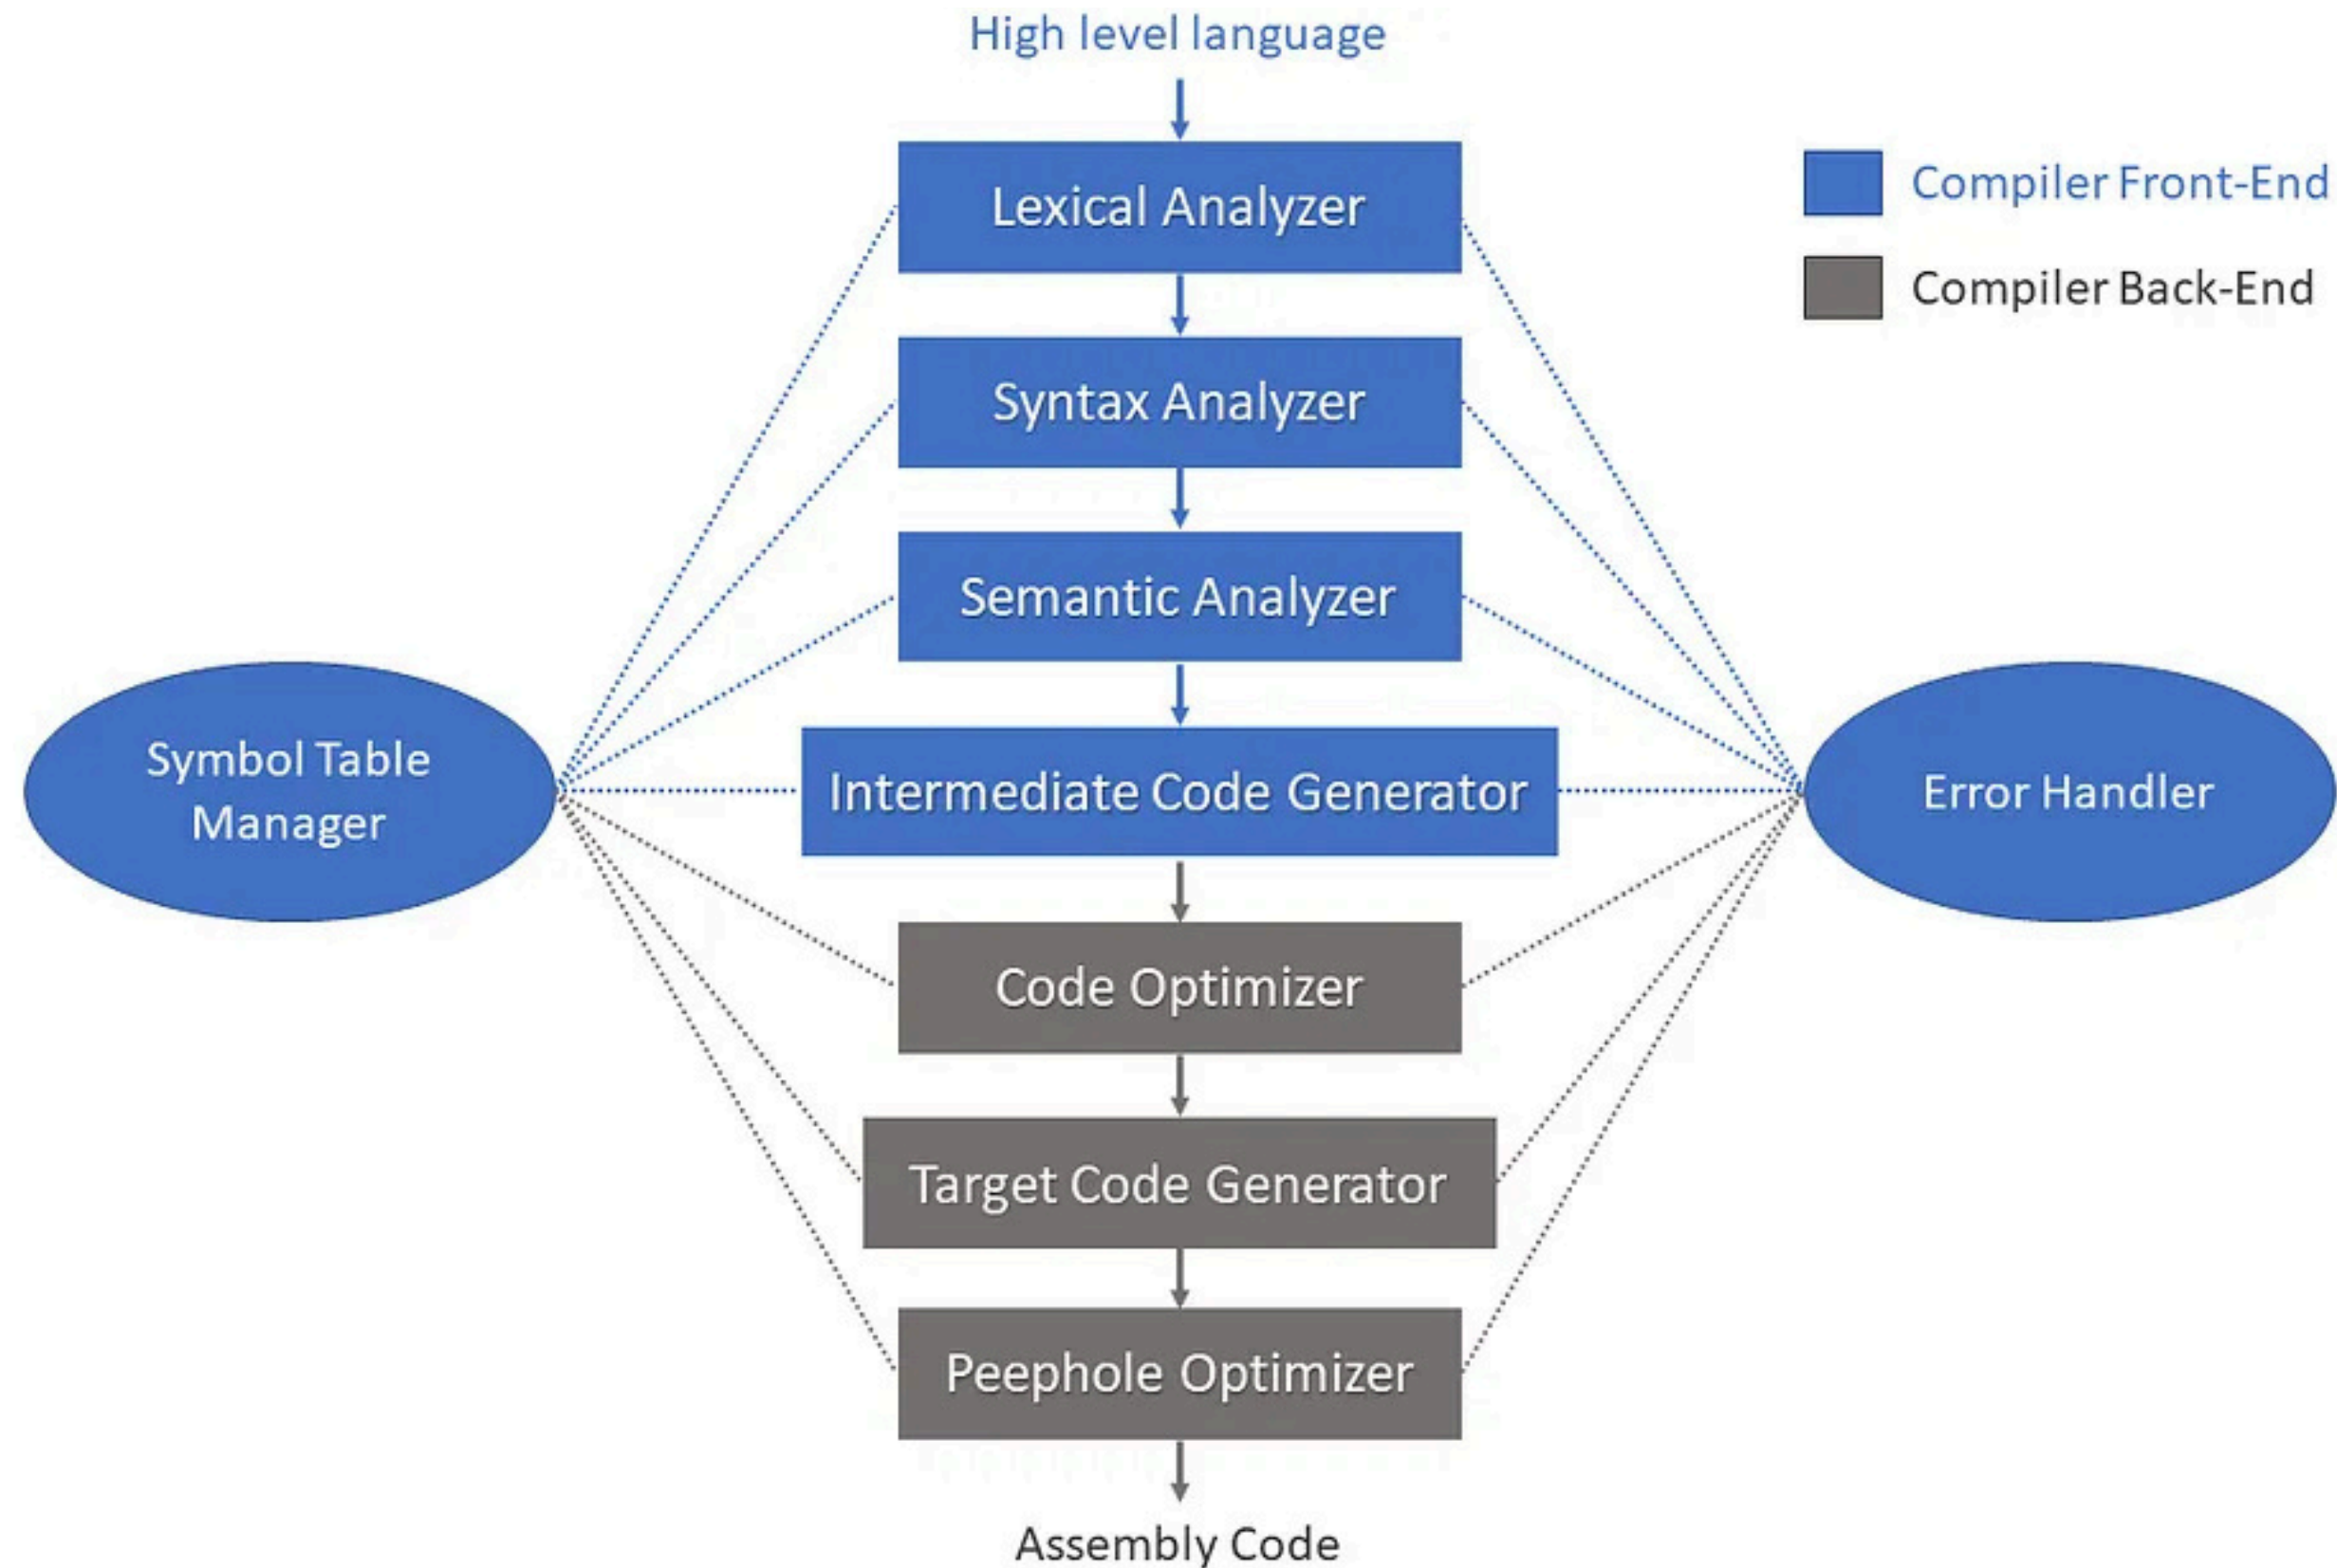 High level language
Lexical Analyzer
Compiler Front-End
Compiler Back-End
Syntax Analyzer
Semantic Analyzer
Symbol Table
Manager
Intermediate Code Generator
Error Handler
Code Optimizer
Target Code Generator
Peephole Optimizer
Assembly Code